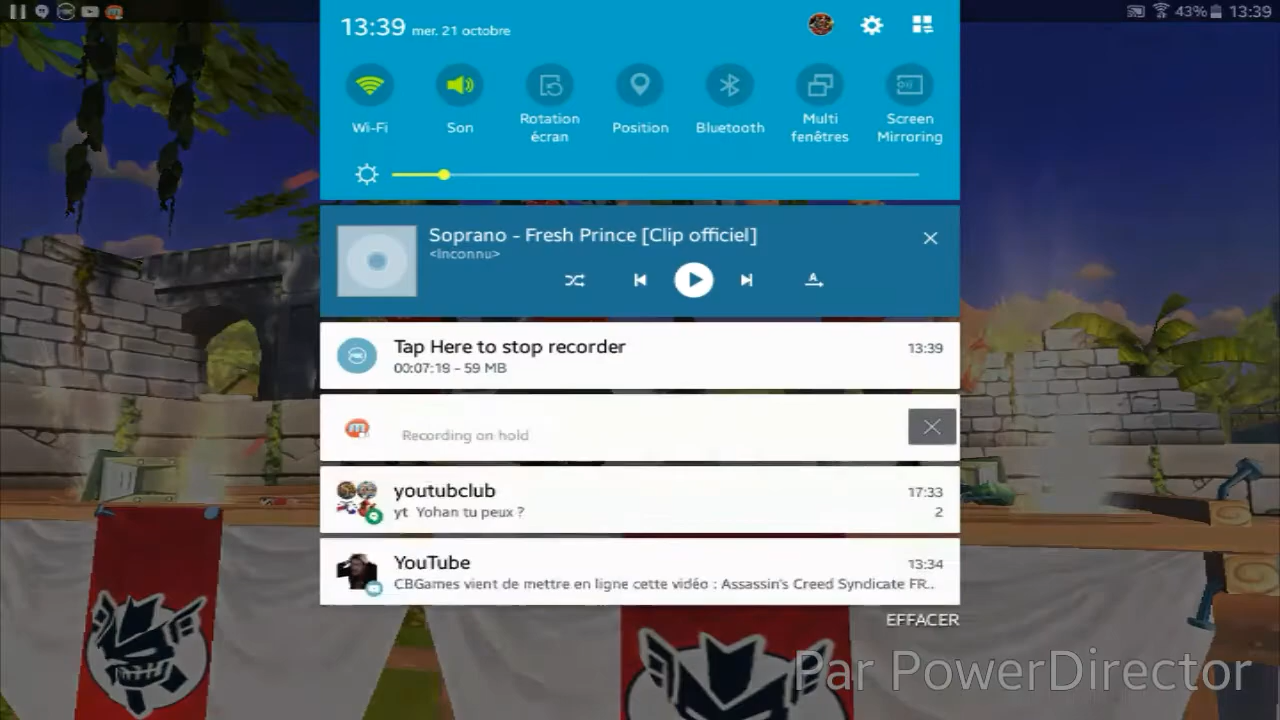 43% 13:39
13:39 mer. 21 octobre
Wi-Fi
Son
Rotation
écran
Position
Bluetooth
Multi
fenêtres
Screen
Mirroring
Soprano - Fresh Prince [Clip officiel]
<Inconnu>
A
Tap Here to stop recorder 13:39
00:07:19 - 59 MB
Recording on hold
youtubclub 17:33
yt Yohan tu peux ? 2
YouTube 13:34
CBGames vient de mettre en ligne cette vidéo : Assassin's Creed Syndicate FR..
EFFACER
Par PowerDirector